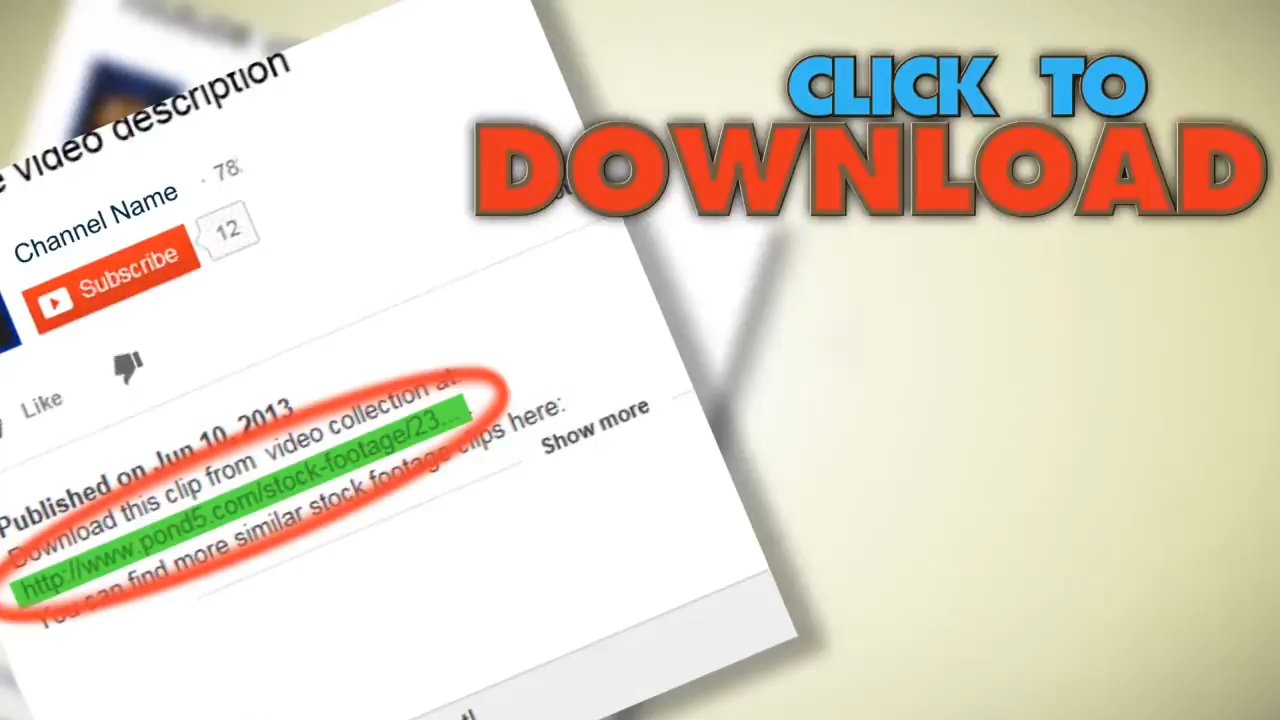 CLICK TO
DOWNLOAD
video description
Channel Name
78
Subscribe
12
Like
Published on Jun 10, 2013
Download this clip from video collection at
http://www.pond5.com/stock-footage/23...
You can find more similar stock footage clips here:
Show more